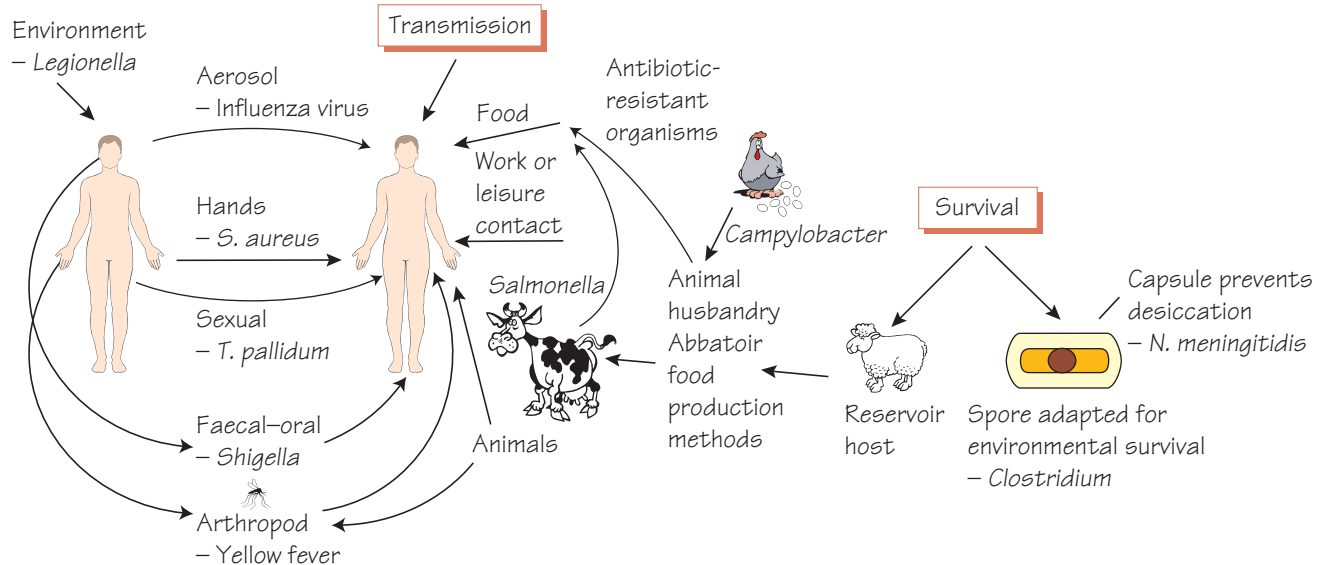 Environment
– Legionella
Transmission
Aerosol
– Influenza virus
Hands
– S. aureus
Sexual
– T. pallidum
Faecal–oral
– Shigella
Arthropod
– Yellow fever
Food
Work or
leisure
contact
Salmonella
Animals
Antibiotic-
resistant
organisms
Campylobacter
Animal
husbandry
Abbatoir
food
production
methods
Survival
Reservoir
host
Capsule prevents
desiccation
– N. meningitidis
Spore adapted for
environmental survival
– Clostridium